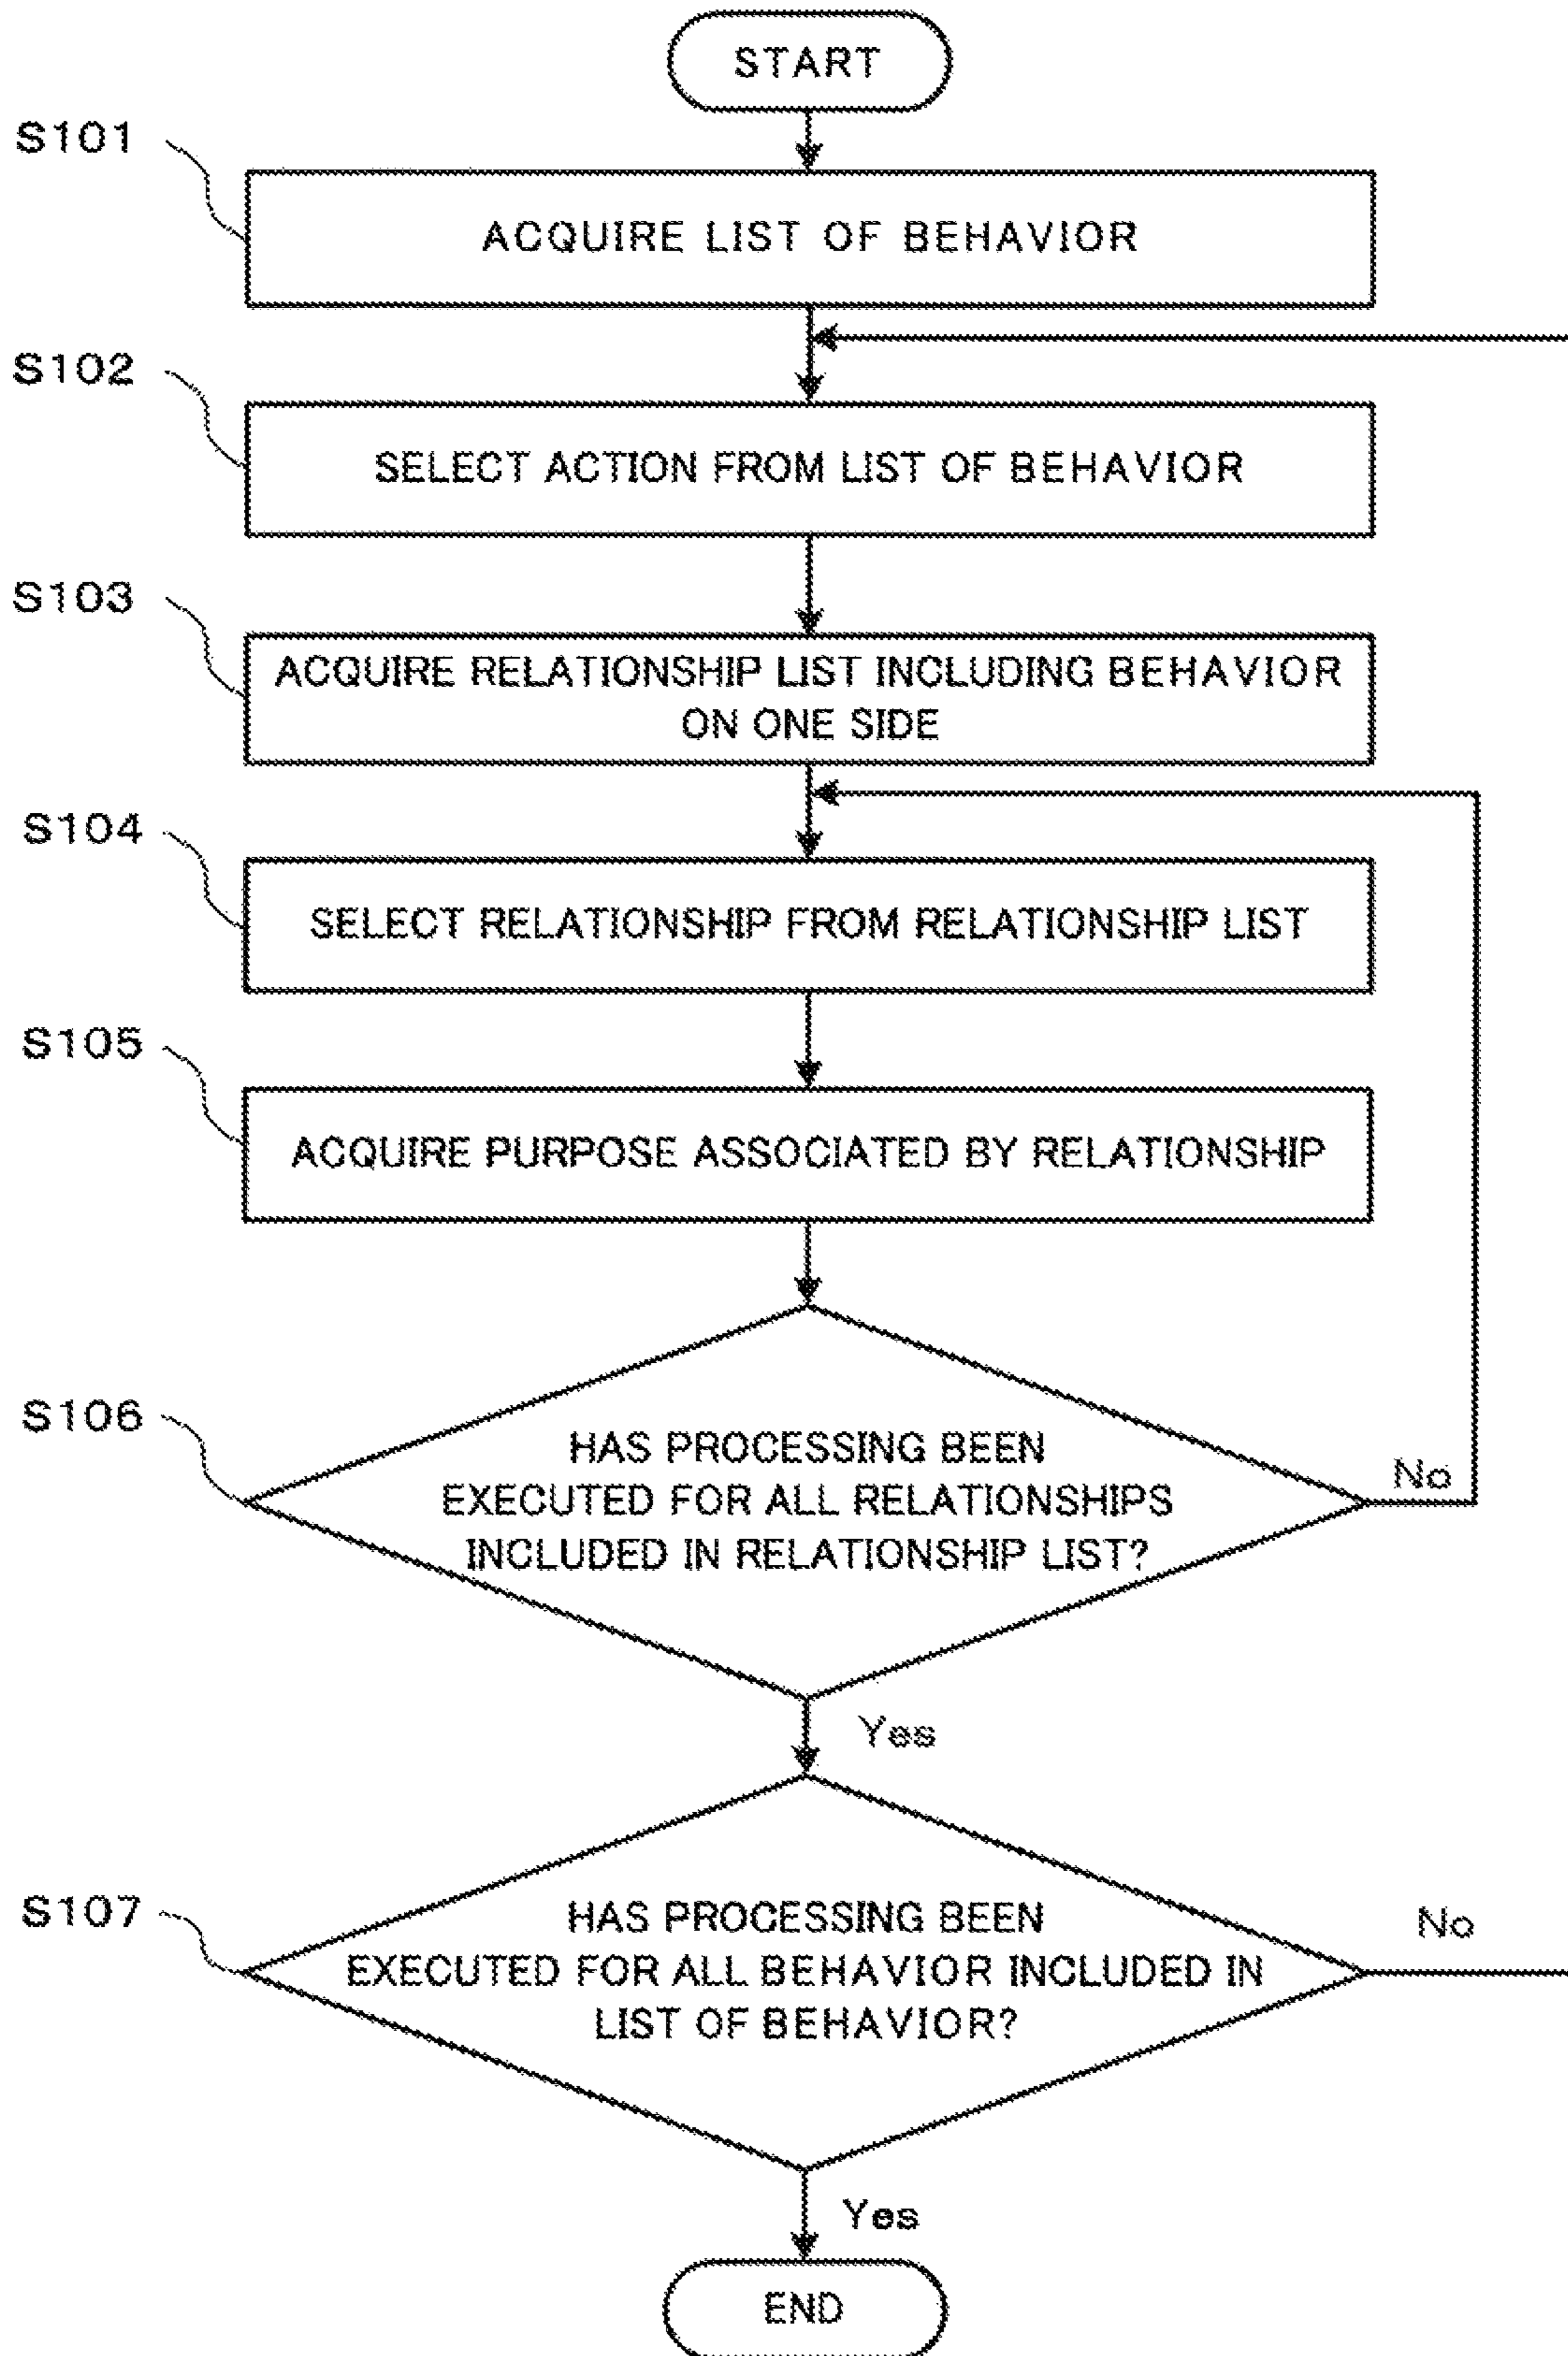 START
S101
ACQUIRE LIST OF BEHAVIOR
S102
SELECT ACTION FROM LIST OF BEHAVIOR
S103
ACQUIRE RELATIONSHIP LIST INCLUDING BEHAVIOR
ON ONE SIDE
S104
SELECT RELATIONSHIP FROM RELATIONSHIP LIST
S105
ACQUIRE PURPOSE ASSOCIATED BY RELATIONSHIP
S106
HAS PROCESSING BEEN
EXECUTED FOR ALL RELATIONSHIPS
INCLUDED IN RELATIONSHIP LIST?
No
Yes
S107
HAS PROCESSING BEEN
EXECUTED FOR ALL BEHAVIOR INCLUDED IN
LIST OF BEHAVIOR?
No
Yes
END